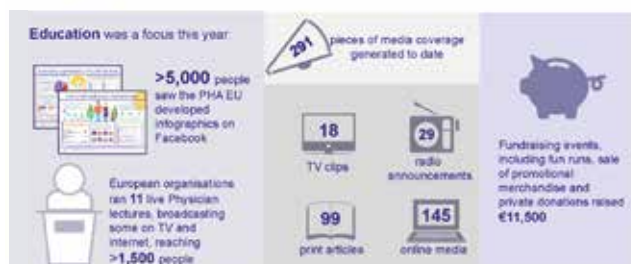 Education was a focus this year:
>5,000 people
saw the PHA EU
developed
infographics on
Facebook
European organisations
ran 11 live Physician
lectures, broadcasting
some on TV and
internet, reaching
>1,500 people
291
pieces of media coverage
generated to date
18
TV clips
29
radio
announcements
99
print articles
145
online media
Fundraising events,
including fun runs, sale
of promotional
merchandise and
private donations raised
€11,500